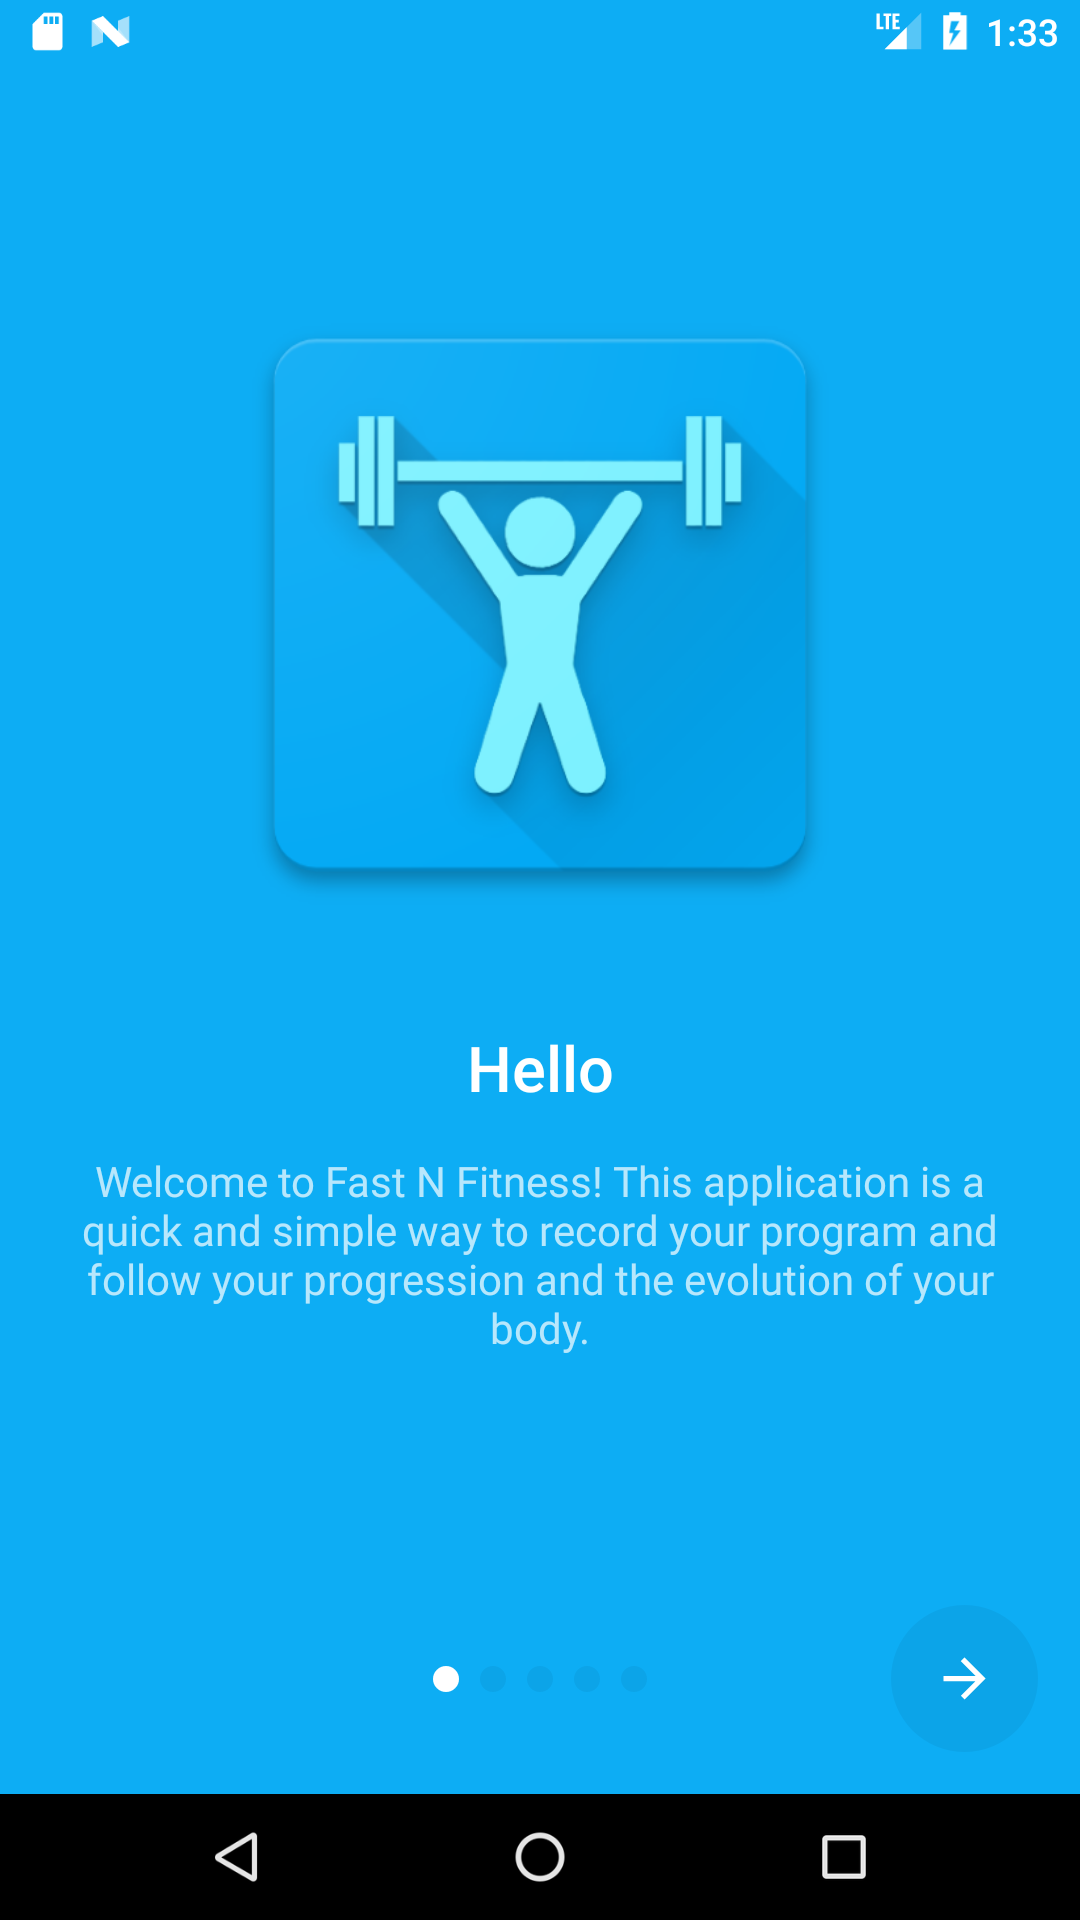 LTE 1:33
Hello
Welcome to Fast N Fitness! This application is a
quick and simple way to record your program and
follow your progression and the evolution of your
body.